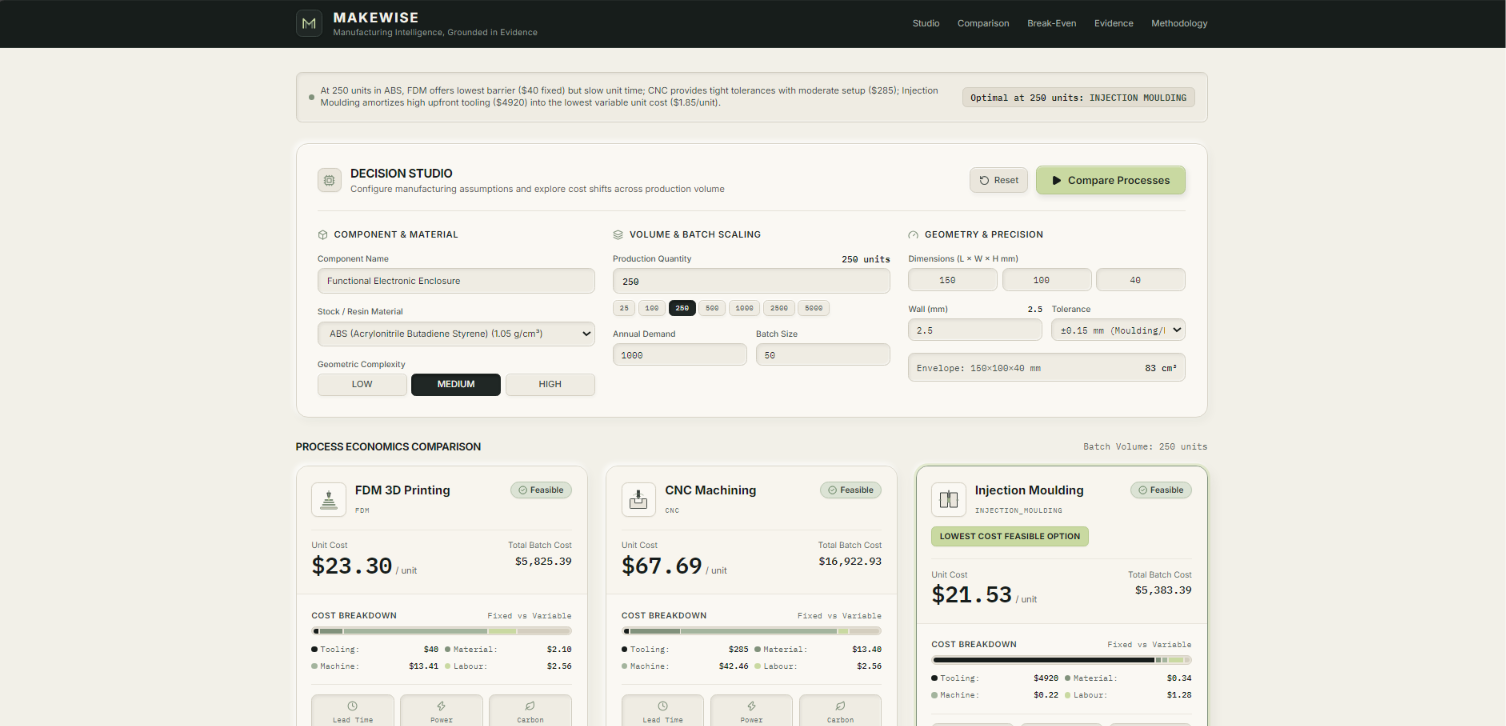 MAKEWISE
Manufacturing Intelligence, Grounded in Evidence
Studio Comparison Break-Even Evidence Methodology
At 250 units in ABS, FDM offers lowest barrier ($40 fixed) but slow unit time; CNC provides tight tolerances with moderate setup ($285); Injection
Moulding amortizes high upfront tooling ($4920) into the lowest variable unit cost ($1.85/unit).
Optimal at 250 units: INJECTION MOULDING
DECISION STUDIO
Configure manufacturing assumptions and explore cost shifts across production volume
Reset
Compare Processes
COMPONENT & MATERIAL
Component Name
Functional Electronic Enclosure
Stock / Resin Material
ABS (Acrylonitrile Butadiene Styrene) (1.05 g/cm³)
Geometric Complexity
LOW MEDIUM HIGH
VOLUME & BATCH SCALING
Production Quantity 250 units
250
25 100 250 500 1000 2500 5000
Annual Demand Batch Size
1000 50
GEOMETRY & PRECISION
Dimensions (L × W × H mm)
150 100 40
Wall (mm) 2.5 Tolerance
2.5 ±0.15 mm (Moulding/
Envelope: 150×100×40 mm 83 cm³
PROCESS ECONOMICS COMPARISON
Batch Volume: 250 units
FDM 3D Printing
Feasible
FDM
Unit Cost Total Batch Cost
$23.30 / unit $5,825.39
COST BREAKDOWN Fixed vs Variable
Tooling: $40 Material: $2.10
Machine: $13.41 Labour: $2.56
Lead Time Power Carbon
CNC Machining
Feasible
CNC
Unit Cost Total Batch Cost
$67.69 / unit $16,922.93
COST BREAKDOWN Fixed vs Variable
Tooling: $285 Material: $13.40
Machine: $42.46 Labour: $2.56
Lead Time Power Carbon
Injection Moulding
Feasible
INJECTION_MOULDING
LOWEST COST FEASIBLE OPTION
Unit Cost Total Batch Cost
$21.53 / unit $5,383.39
COST BREAKDOWN Fixed vs Variable
Tooling: $4920 Material: $0.34
Machine: $0.22 Labour: $1.28